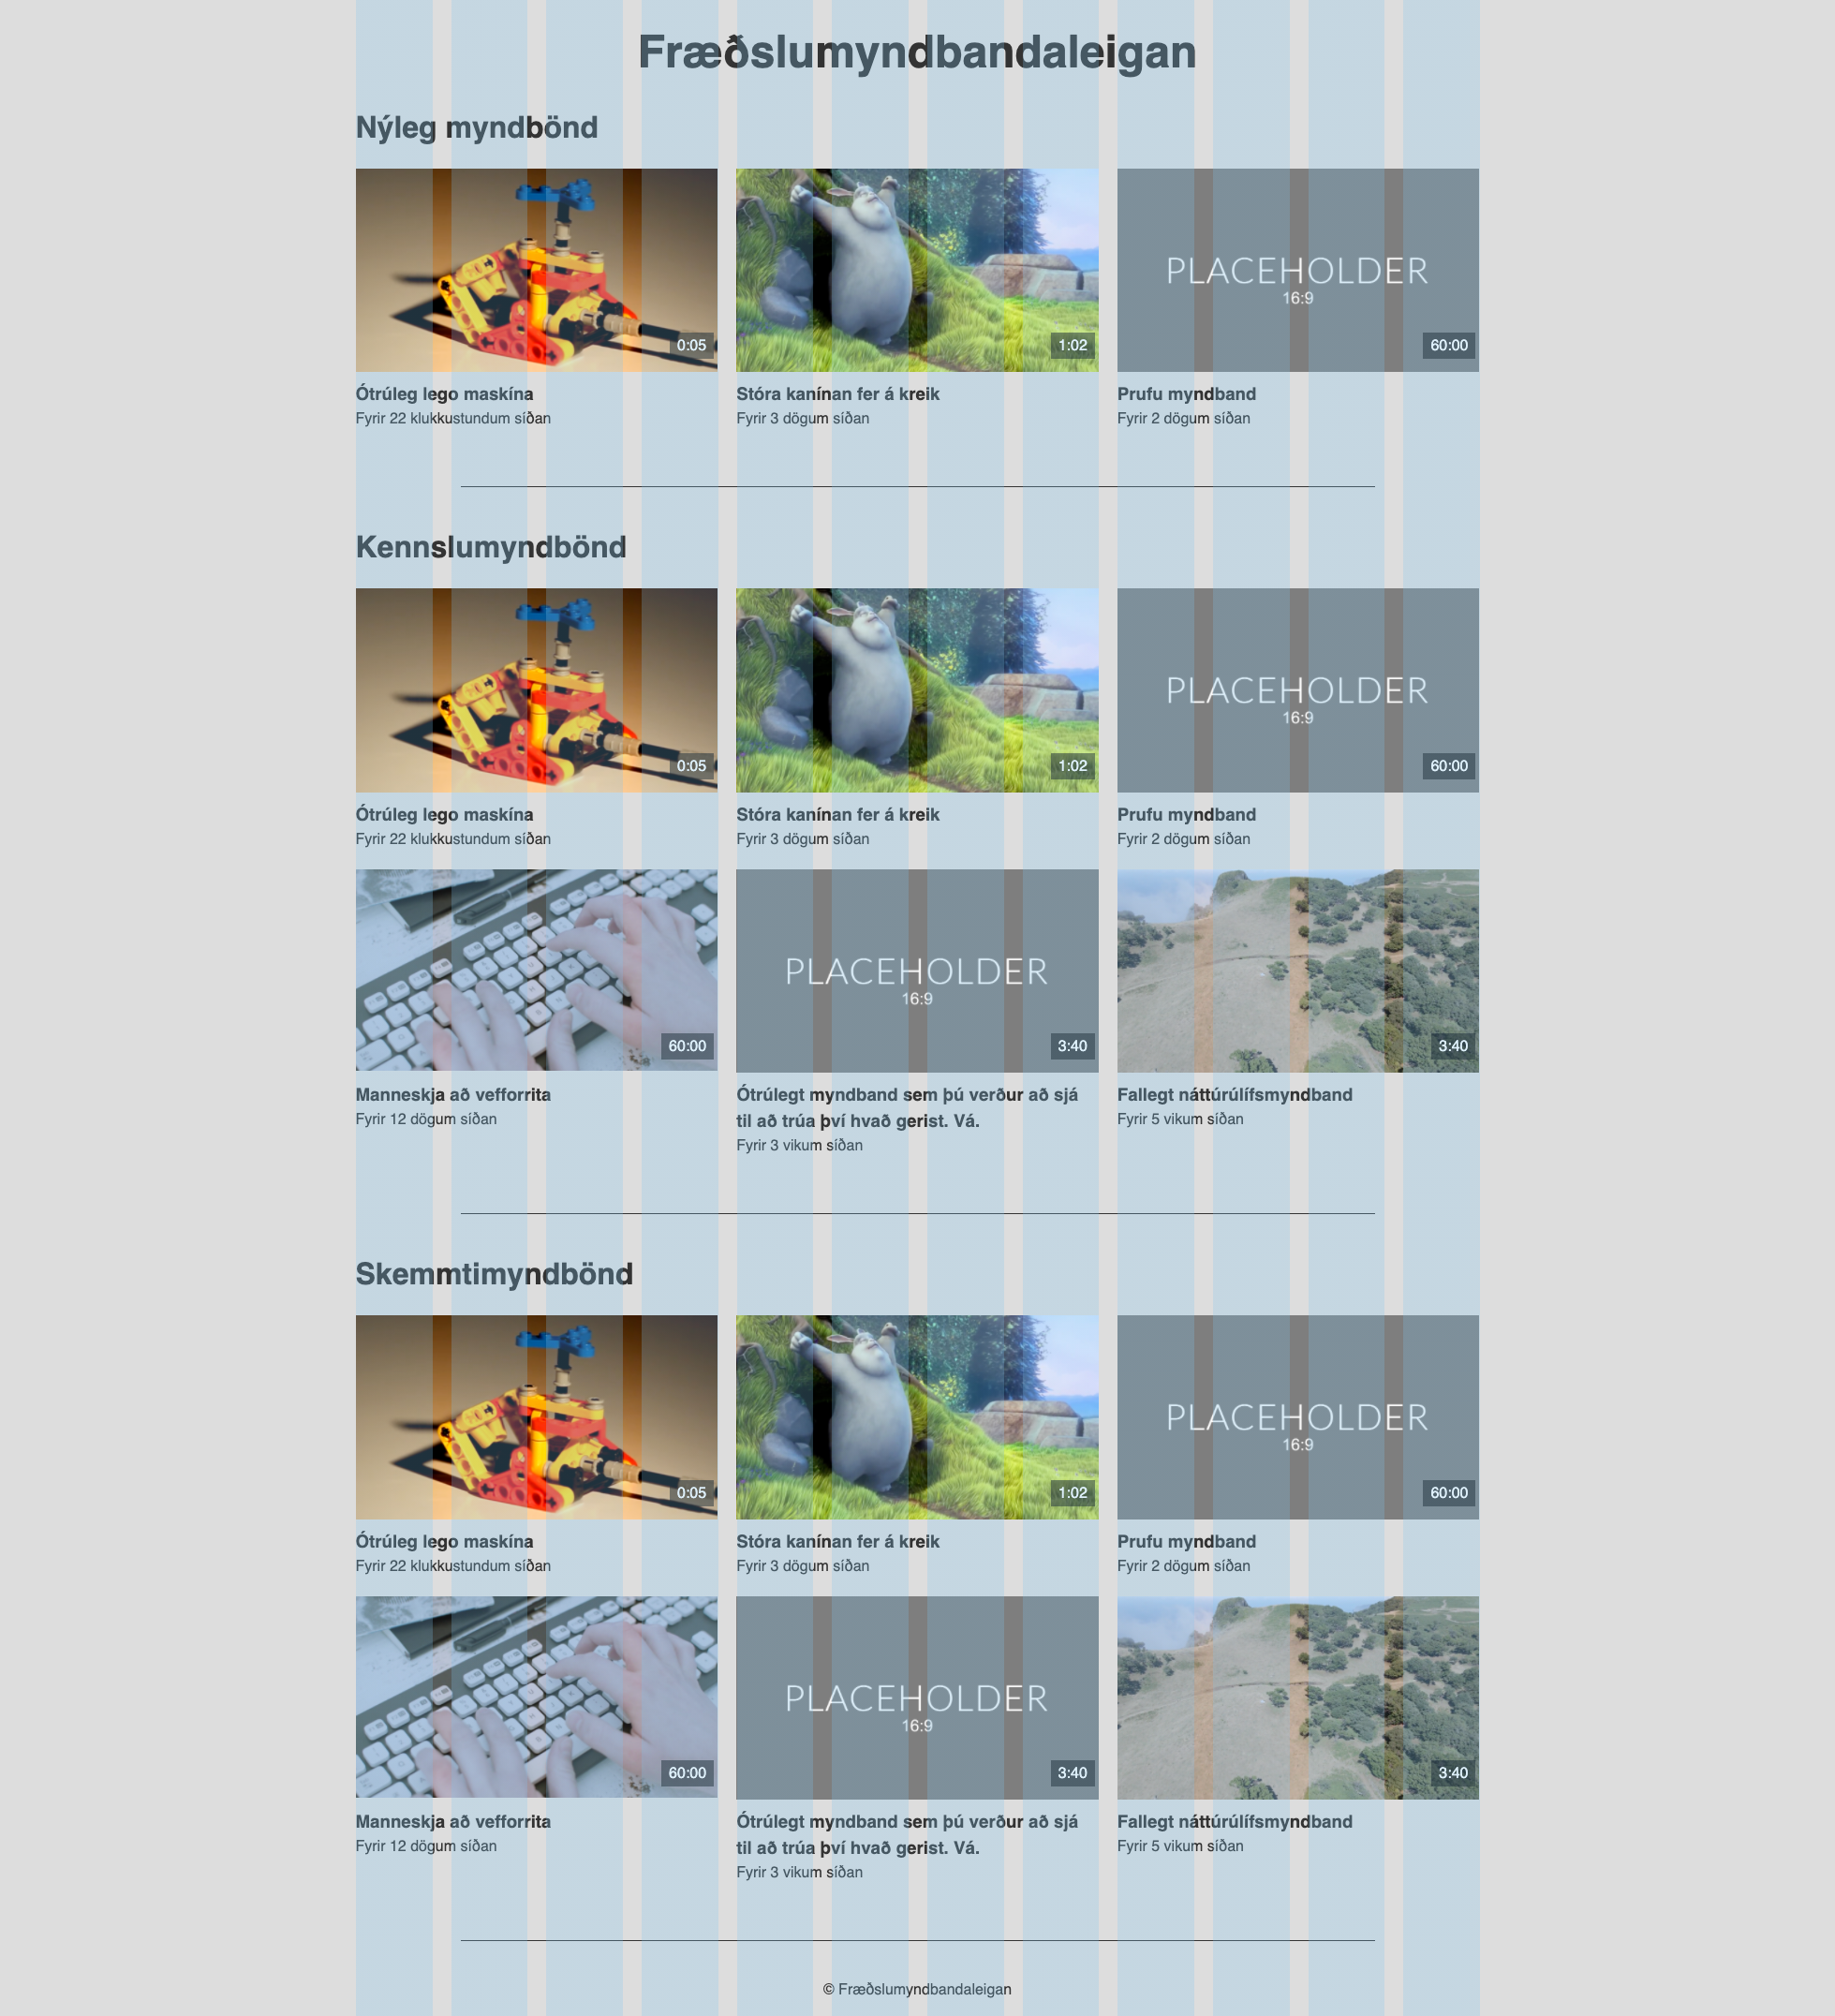 Fræðslumyndbandaleigan
Nýleg myndbönd
PLACEHOLDER
16:9
0:05
1:02
60:00
Ótrúleg lego maskína
Fyrir 22 klukkustundum síðan
Stóra kanínan fer á kreik
Fyrir 3 dögum síðan
Prufu myndband
Fyrir 2 dögum síðan
Kennslumyndbönd
PLACEHOLDER
16:9
0:05
1:02
60:00
Ótrúleg lego maskína
Fyrir 22 klukkustundum síðan
Stóra kanínan fer á kreik
Fyrir 3 dögum síðan
Prufu myndband
Fyrir 2 dögum síðan
PLACEHOLDER
16:9
60:00
3:40
3:40
Manneskja að vefforrita
Fyrir 12 dögum síðan
Ótrúlegt myndband sem þú verður að sjá
til að trúa því hvað gerist. Vá.
Fyrir 3 vikum síðan
Fallegt náttúrúlífsmyndband
Fyrir 5 vikum síðan
Skemmtimyndbönd
PLACEHOLDER
16:9
0:05
1:02
60:00
Ótrúleg lego maskína
Fyrir 22 klukkustundum síðan
Stóra kanínan fer á kreik
Fyrir 3 dögum síðan
Prufu myndband
Fyrir 2 dögum síðan
PLACEHOLDER
16:9
60:00
3:40
3:40
Manneskja að vefforrita
Fyrir 12 dögum síðan
Ótrúlegt myndband sem þú verður að sjá
til að trúa því hvað gerist. Vá.
Fyrir 3 vikum síðan
Fallegt náttúrúlífsmyndband
Fyrir 5 vikum síðan
© Fræðslumyndbandaleigan